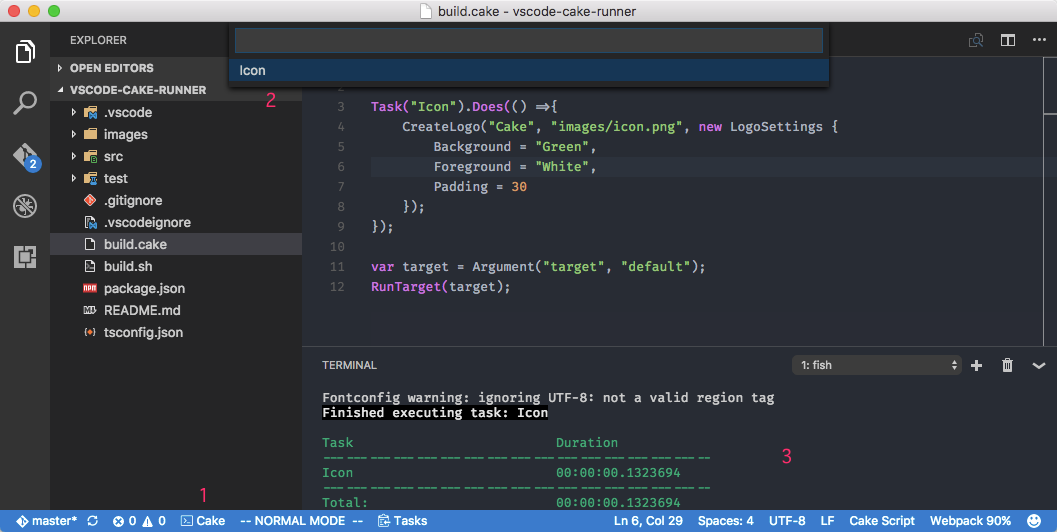 build.cake - vscode-cake-runner
EXPLORER
OPEN EDITORS
VSCODE-CAKE-RUNNER
.vscode
images
src
test
.gitignore
.vscodeignore
build.cake
build.sh
package.json
README.md
tsconfig.json
2
Icon
2
3 Task("Icon").Does(() =>{
4 CreateLogo("Cake", "images/icon.png", new LogoSettings {
5 Background = "Green",
6 Foreground = "White",
7 Padding = 30
8 });
9 });
10
11 var target = Argument("target", "default");
12 RunTarget(target);
TERMINAL
1: fish
Fontconfig warning: ignoring UTF-8: not a valid region tag
Finished executing task: Icon
Task Duration
--------------------------------------------------
Icon 00:00:00.1323694
--------------------------------------------------
Total: 00:00:00.1323694
3
1
master* 0 0 Cake -- NORMAL MODE -- Tasks Ln 6, Col 29 Spaces: 4 UTF-8 LF Cake Script Webpack 90%